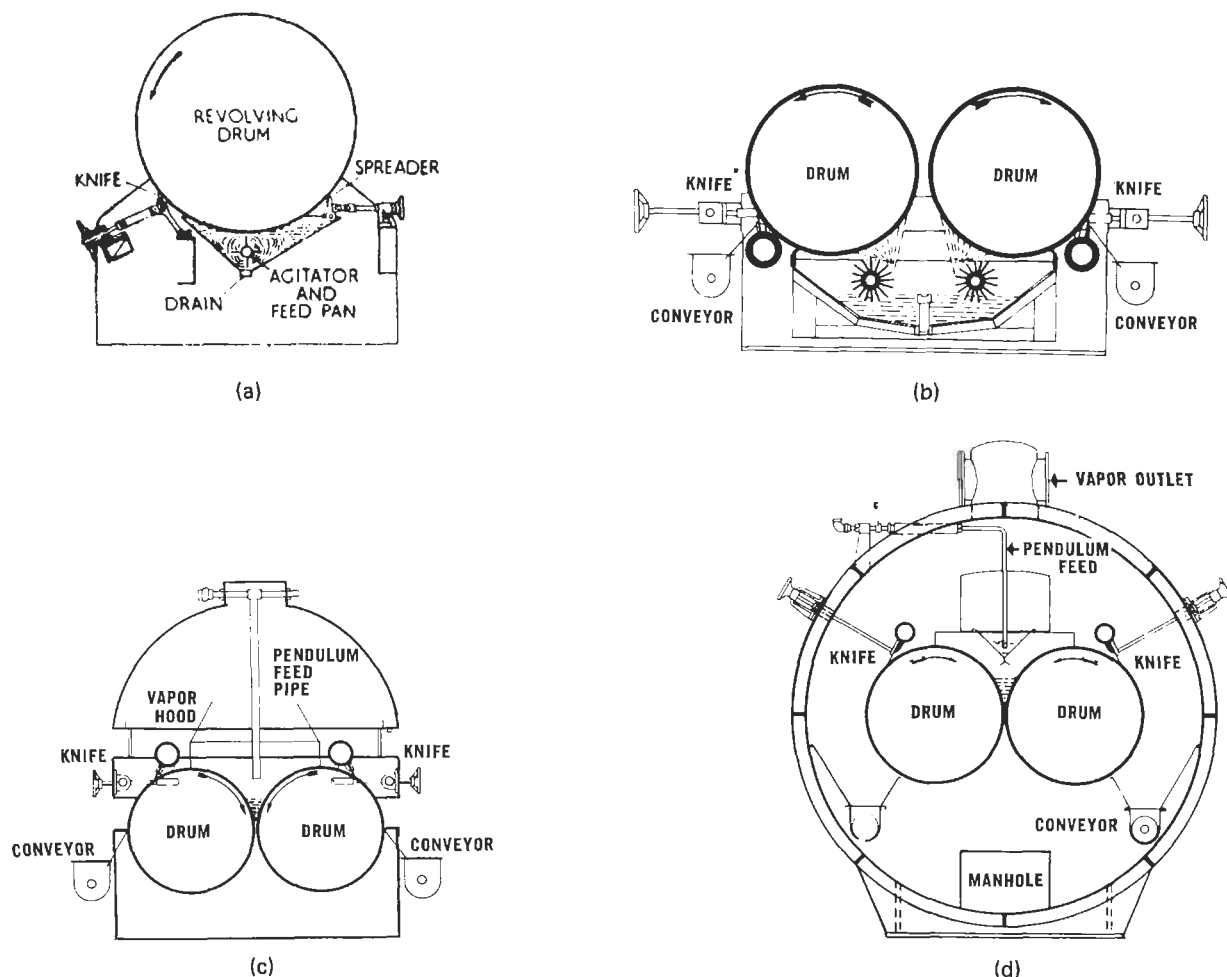 REVOLVING
DRUM
KNIFE
SPREADER
DRAIN
AGITATOR
AND
FEED PAN
(a)
KNIFE
DRUM
DRUM
KNIFE
CONVEYOR
CONVEYOR
(b)
PENDULUM
FEED
PIPE
VAPOR
HOOD
KNIFE
KNIFE
DRUM
DRUM
CONVEYOR
CONVEYOR
(c)
VAPOR OUTLET
PENDULUM
FEED
KNIFE
KNIFE
DRUM
DRUM
CONVEYOR
MANHOLE
(d)